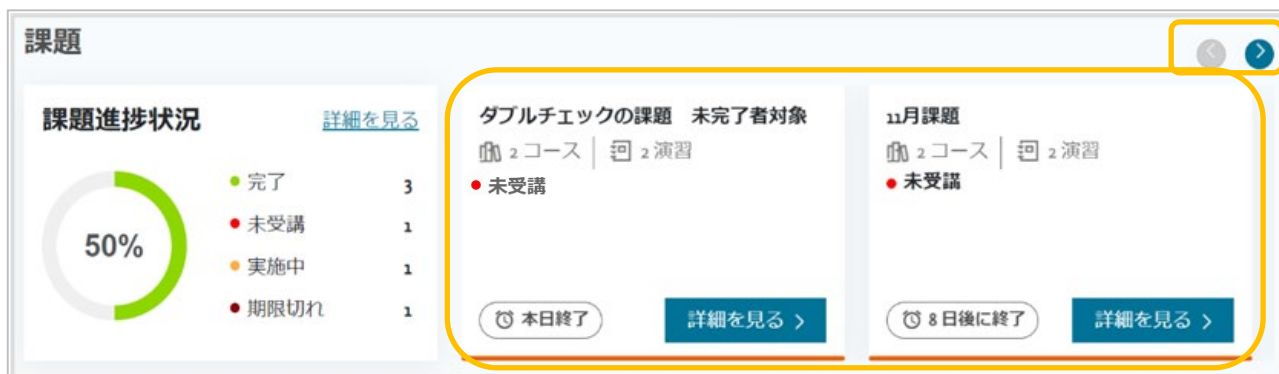 課題
課題進捗状況
詳細を見る
50%
完了 3
未受講 1
実施中 1
期限切れ 1
ダブルチェックの課題　未完了者対象
2 コース | 2 演習
未受講
本日終了
詳細を見る
11月課題
2 コース | 2 演習
未受講
8 日後に終了
詳細を見る